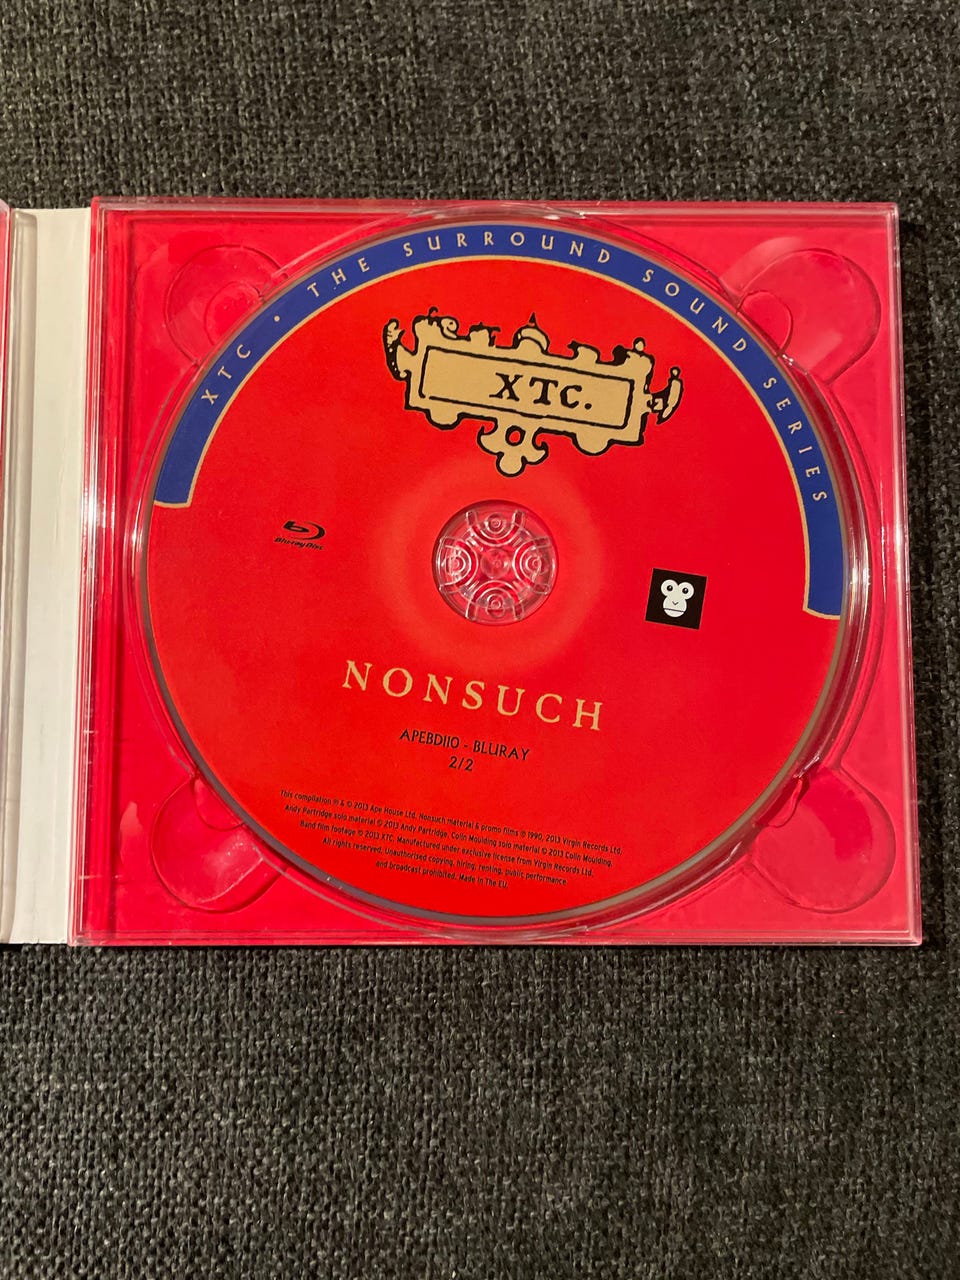 XTC • THE SURROUND SOUND SERIES
XTC.
Blu-ray Disc
NONSUCH
APEBD110 - BLURAY
2/2
This compilation ℗ & © 2013 Ape House Ltd. Nonsuch material & promo films ℗ 1990, 2013 Virgin Records Ltd,
Andy Partridge solo material © 2013 Andy Partridge, Colin Moulding solo material © 2013 Colin Moulding,
Band film footage © 2013 XTC. Manufactured under exclusive license from Virgin Records Ltd,
All rights reserved. Unauthorised copying, hiring, renting, public performance
and broadcast prohibited. Made in The EU.